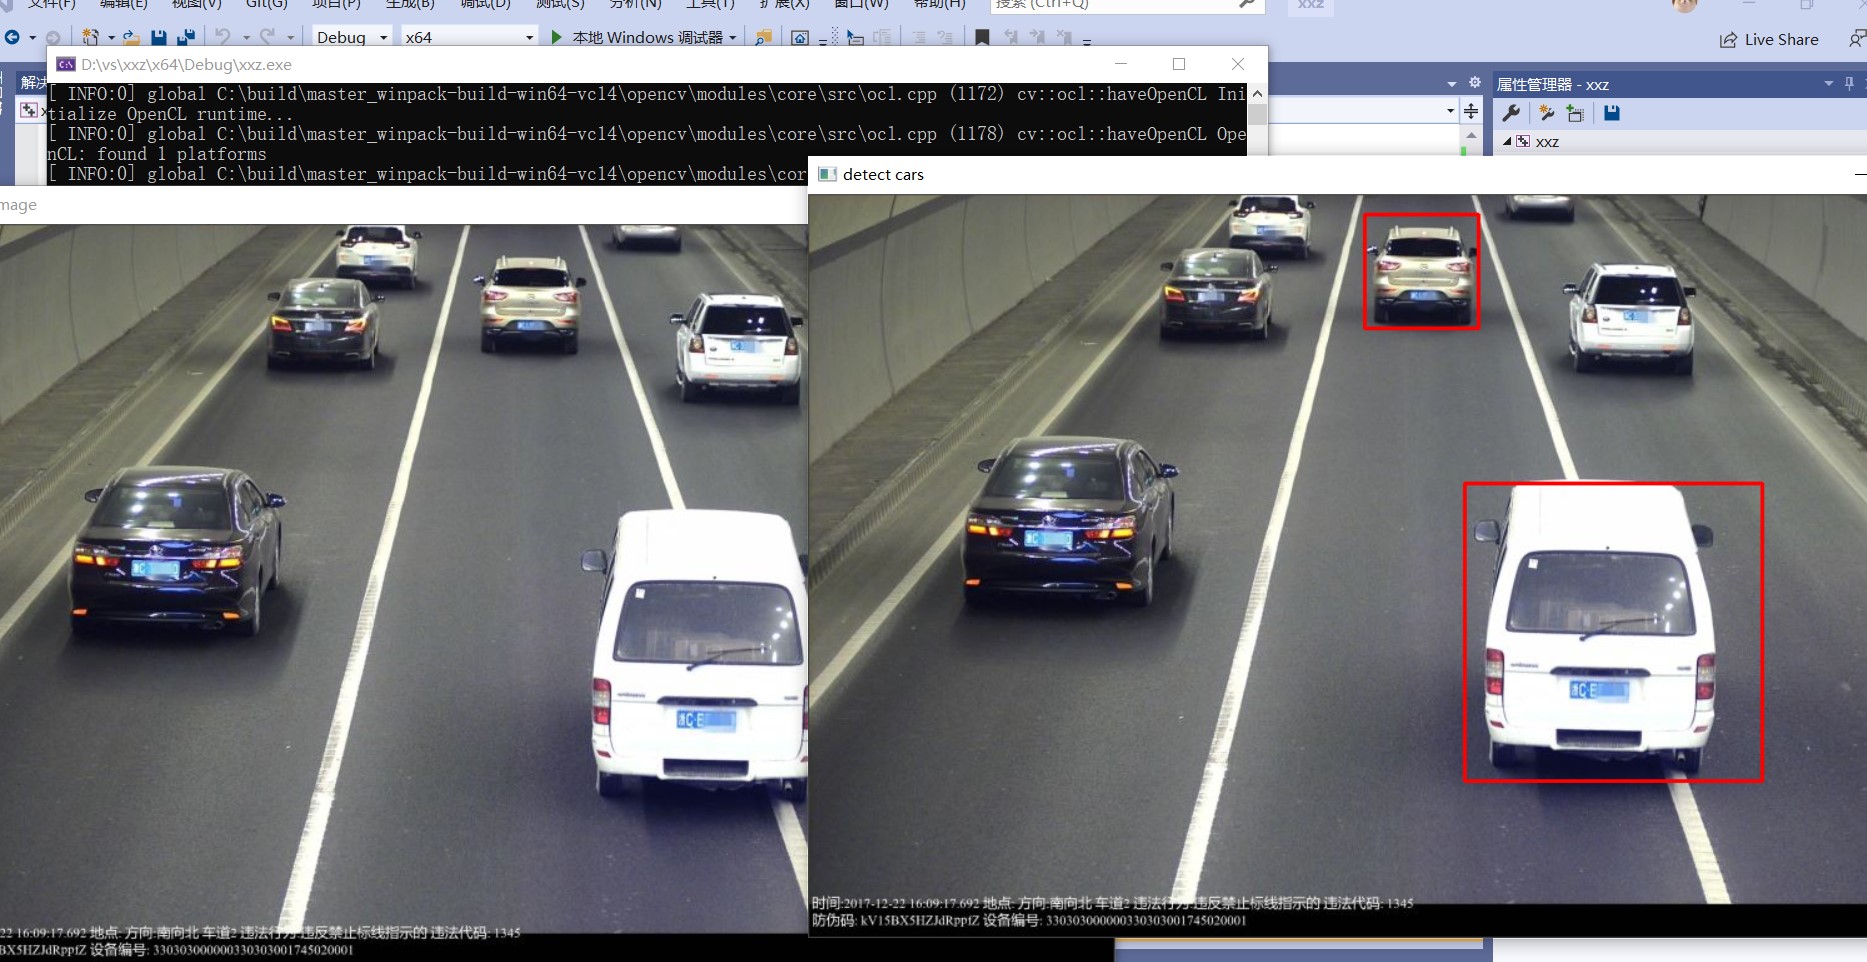 文件(F) 编辑(E) 视图(V) Git(G) 项目(P) 生成(B) 调试(D) 测试(S) 分析(N) 工具(T) 扩展(X) 窗口(W) 帮助(H) 搜索 (Ctrl+Q) xxz
Debug x64 本地 Windows 调试器 Live Share
D:\vs\xxz\x64\Debug\xxz.exe
解决
属性管理器 - xxz
[ INFO:0] global C:\build\master_winpack-build-win64-vc14\opencv\modules\core\src\ocl.cpp (1172) cv::ocl::haveOpenCL Ini
tialize OpenCL runtime...
[ INFO:0] global C:\build\master_winpack-build-win64-vc14\opencv\modules\core\src\ocl.cpp (1178) cv::ocl::haveOpenCL Ope
nCL: found 1 platforms
[ INFO:0] global C:\build\master_winpack-build-win64-vc14\opencv\modules\cor
xxz
mage
detect cars
浙C·E
浙C·E
22 16:09:17.692 地点: 方向:南向北 车道2 违法行为:违反禁止标线指示的 违法代码: 1345
BX5HZJdRppfZ 设备编号: 330303000000330303001745020001
时间:2017-12-22 16:09:17.692 地点: 方向:南向北 车道2 违法行为:违反禁止标线指示的 违法代码: 1345
防伪码: kV15BX5HZJdRppfZ 设备编号: 330303000000330303001745020001